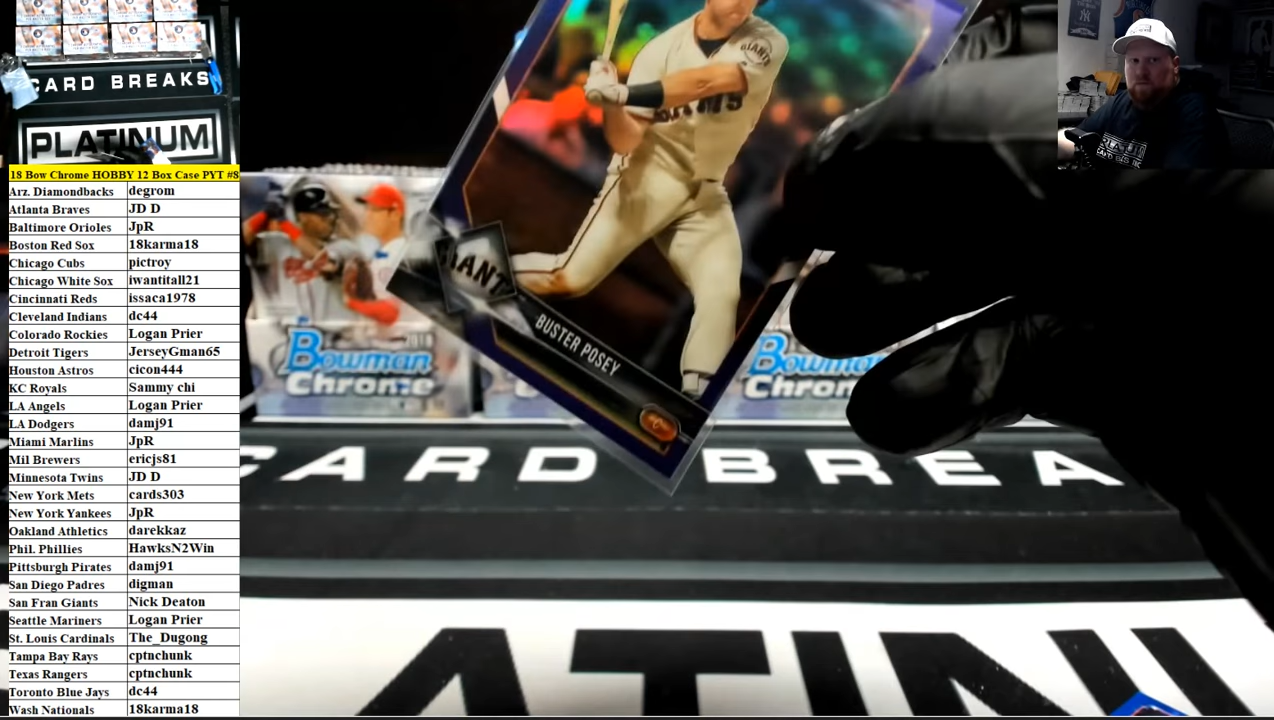 CARD BREAKS
PLATINUM
18 Bow Chrome HOBBY 12 Box Case PYT #8
Arz. Diamondbacks degrom
Atlanta Braves JD D
Baltimore Orioles JpR
Boston Red Sox 18karma18
Chicago Cubs pictroy
Chicago White Sox iwantitall21
Cincinnati Reds issaca1978
Cleveland Indians dc44
Colorado Rockies Logan Prier
Detroit Tigers JerseyGman65
Houston Astros cicon444
KC Royals Sammy chi
LA Angels Logan Prier
LA Dodgers damj91
Miami Marlins JpR
Mil Brewers ericjs81
Minnesota Twins JD D
New York Mets cards303
New York Yankees JpR
Oakland Athletics darekkaz
Phil. Phillies HawksN2Win
Pittsburgh Pirates damj91
San Diego Padres digman
San Fran Giants Nick Deaton
Seattle Mariners Logan Prier
St. Louis Cardinals The_Dugong
Tampa Bay Rays cptnchunk
Texas Rangers cptnchunk
Toronto Blue Jays dc44
Wash Nationals 18karma18
GIANTS
GIANT
BUSTER POSEY
2018
Bowman
Chrome
Bowman
Chrome
CARD BREA
ATINU